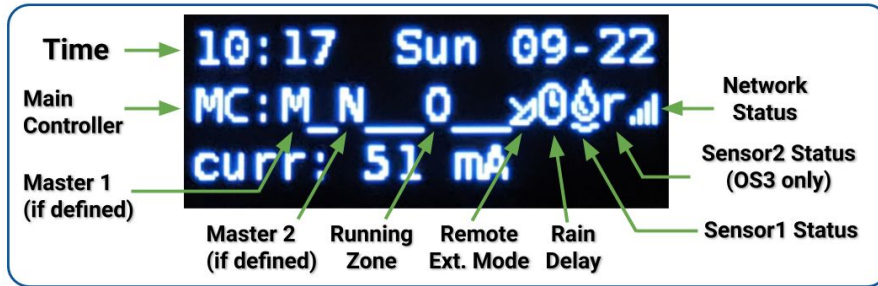 Time
10:17 Sun 09-22
Main
Controller
MC:M_N___O___r
Network
Status
curr: 51 mA
Sensor2 Status
(OS3 only)
Master 1
(if defined)
Master 2
(if defined)
Running
Zone
Remote
Ext. Mode
Rain
Delay
Sensor1 Status